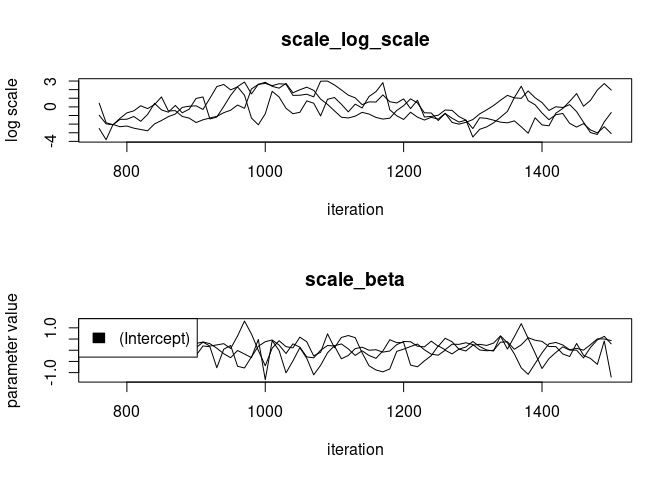 scale_log_scale
log scale
3
0
-4
800
1000
1200
1400
iteration
scale_beta
parameter value
1.0
-1.0
(Intercept)
800
1000
1200
1400
iteration